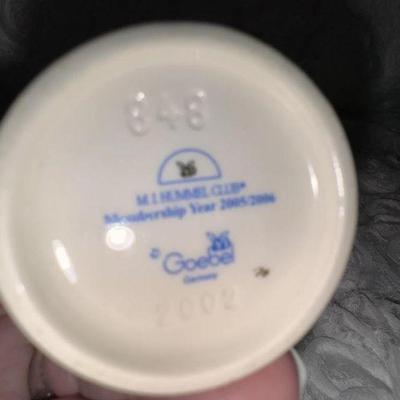 848
M.I. HUMMEL CLUB®
Membership Year 2005/2006
Goebel
Germany
2002